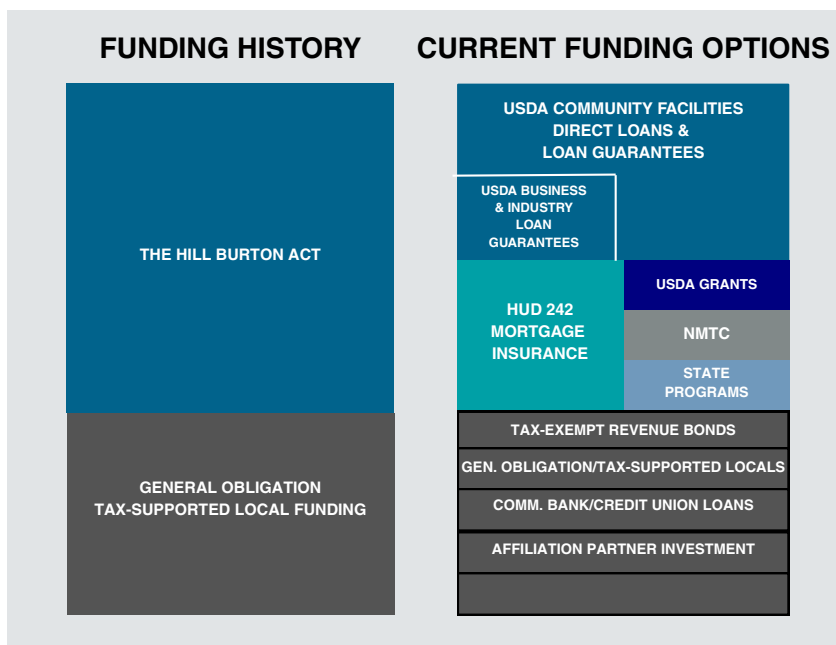 FUNDING HISTORY
CURRENT FUNDING OPTIONS
THE HILL BURTON ACT
GENERAL OBLIGATION
TAX-SUPPORTED LOCAL FUNDING
USDA COMMUNITY FACILITIES
DIRECT LOANS &
LOAN GUARANTEES
USDA BUSINESS
& INDUSTRY
LOAN
GUARANTEES
HUD 242
MORTGAGE
INSURANCE
USDA GRANTS
NMTC
STATE
PROGRAMS
TAX-EXEMPT REVENUE BONDS
GEN. OBLIGATION/TAX-SUPPORTED LOCALS
COMM. BANK/CREDIT UNION LOANS
AFFILIATION PARTNER INVESTMENT